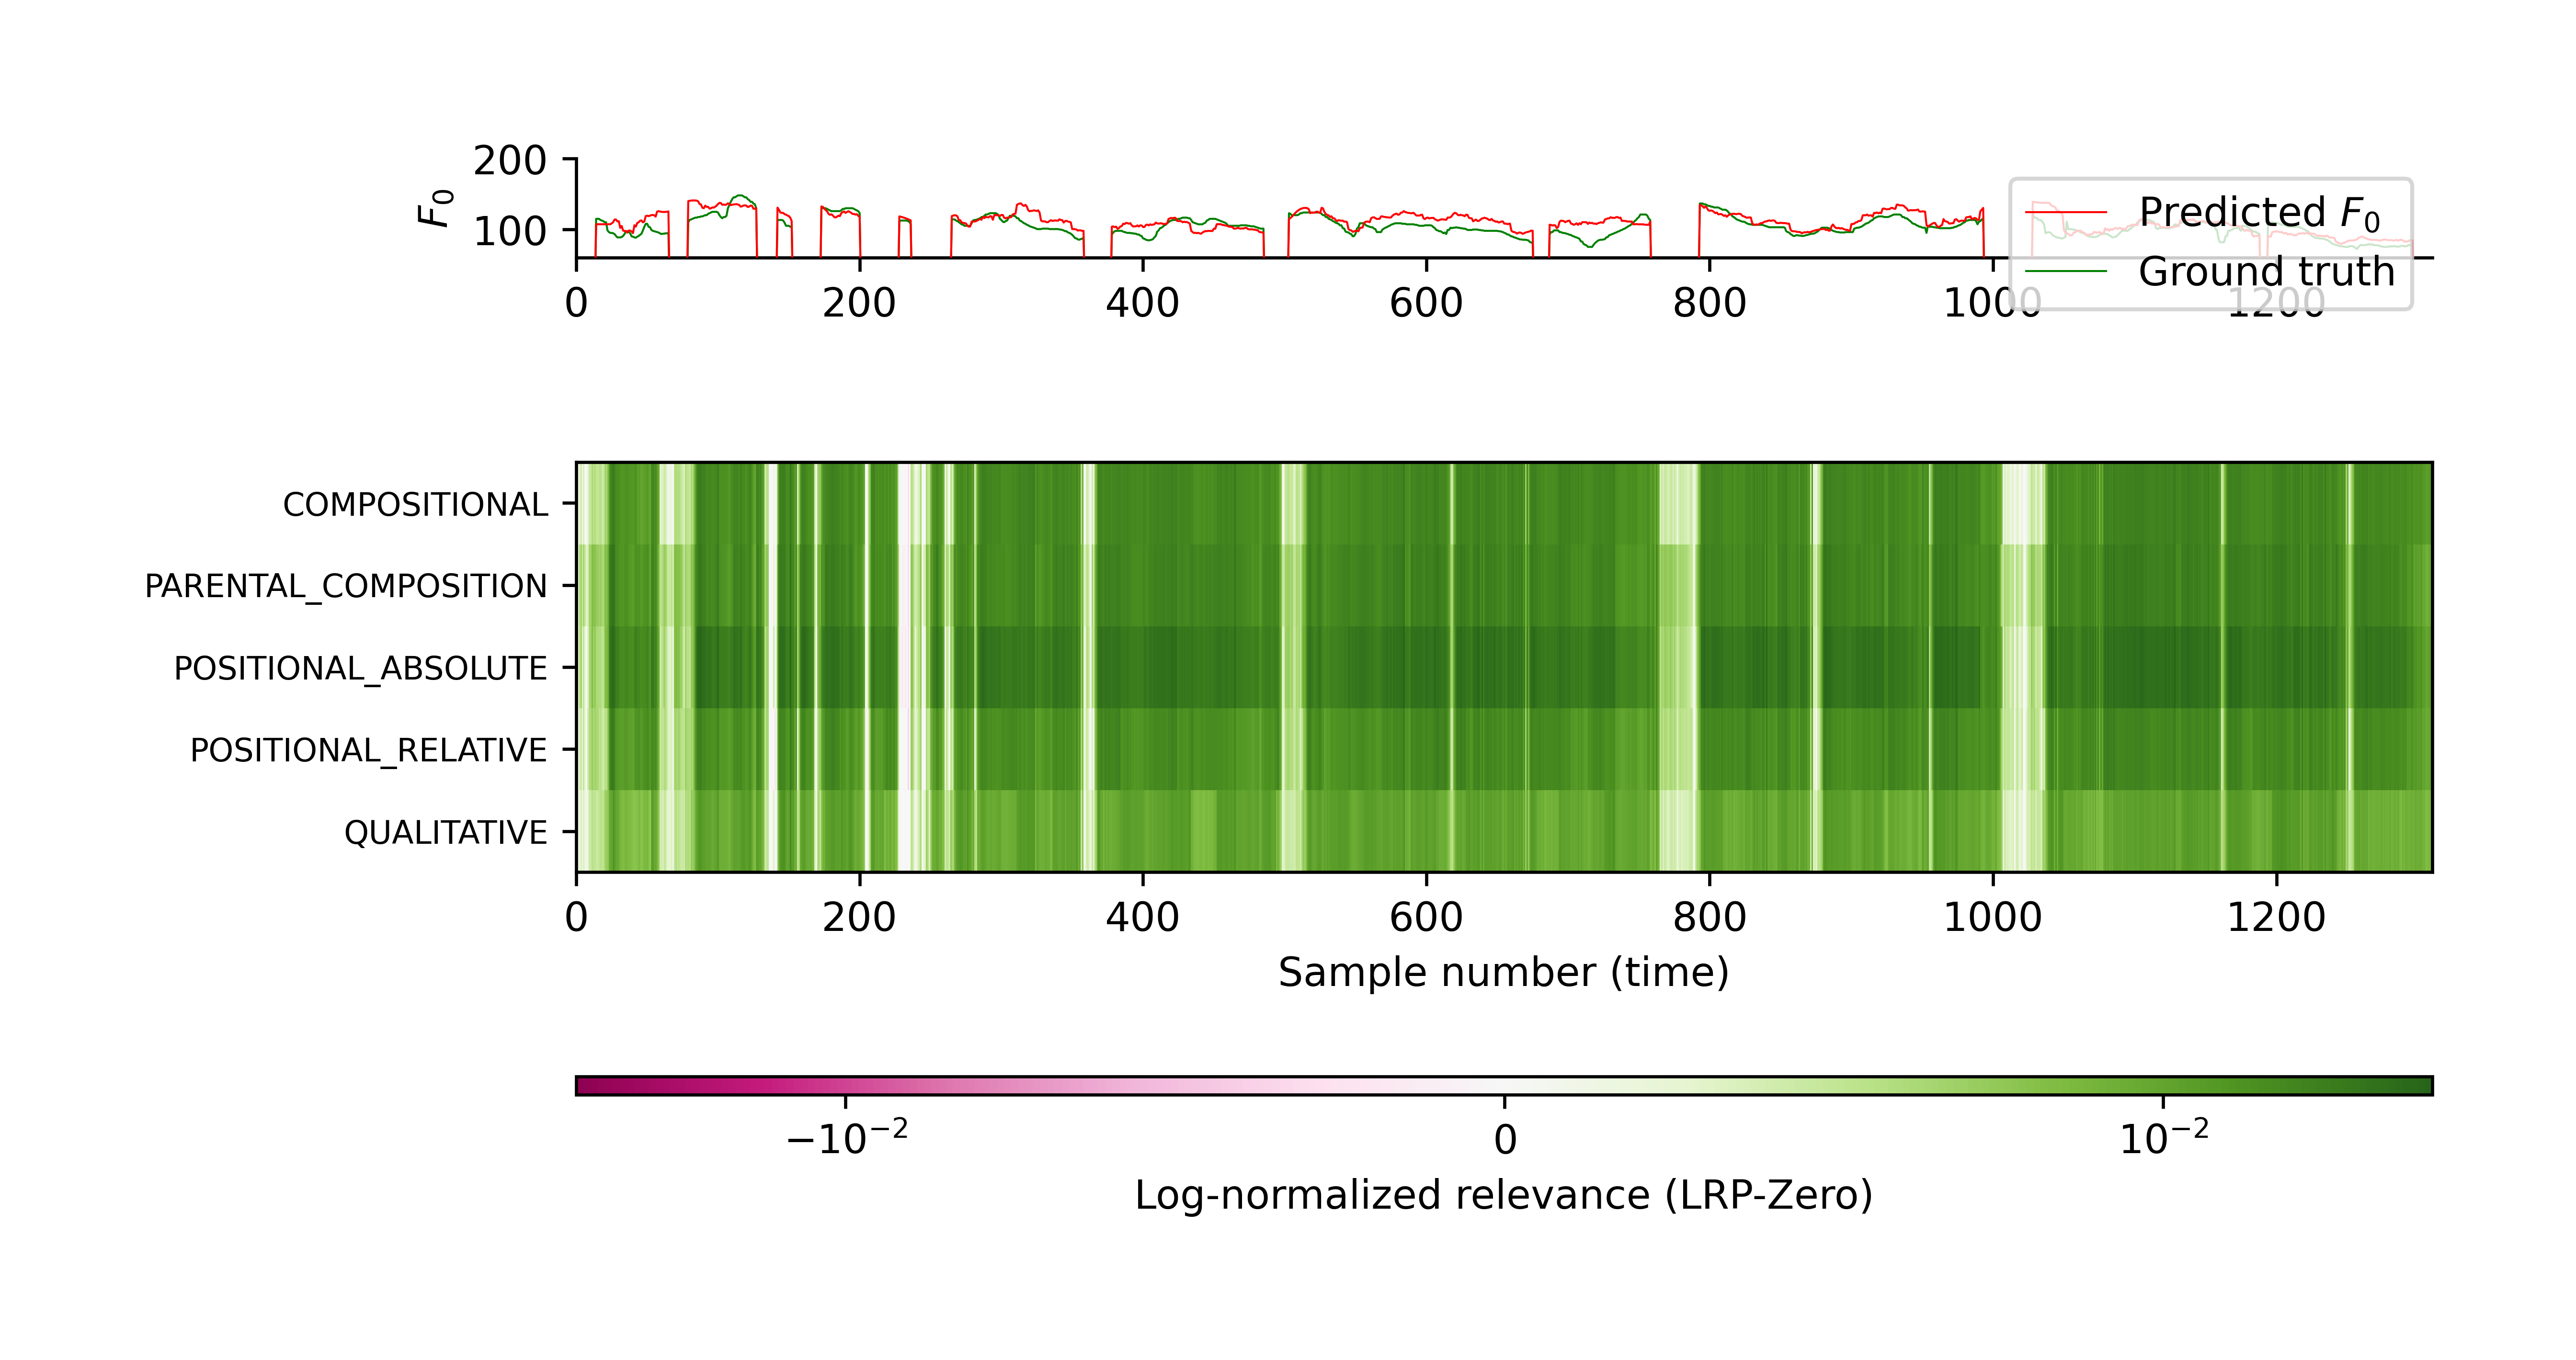 200
100
F0
Predicted F0
Ground truth
0 200 400 600 800 1000 1200
COMPOSITIONAL
PARENTAL_COMPOSITION
POSITIONAL_ABSOLUTE
POSITIONAL_RELATIVE
QUALITATIVE
0 200 400 600 800 1000 1200
Sample number (time)
−10⁻² 0 10⁻²
Log-normalized relevance (LRP-Zero)